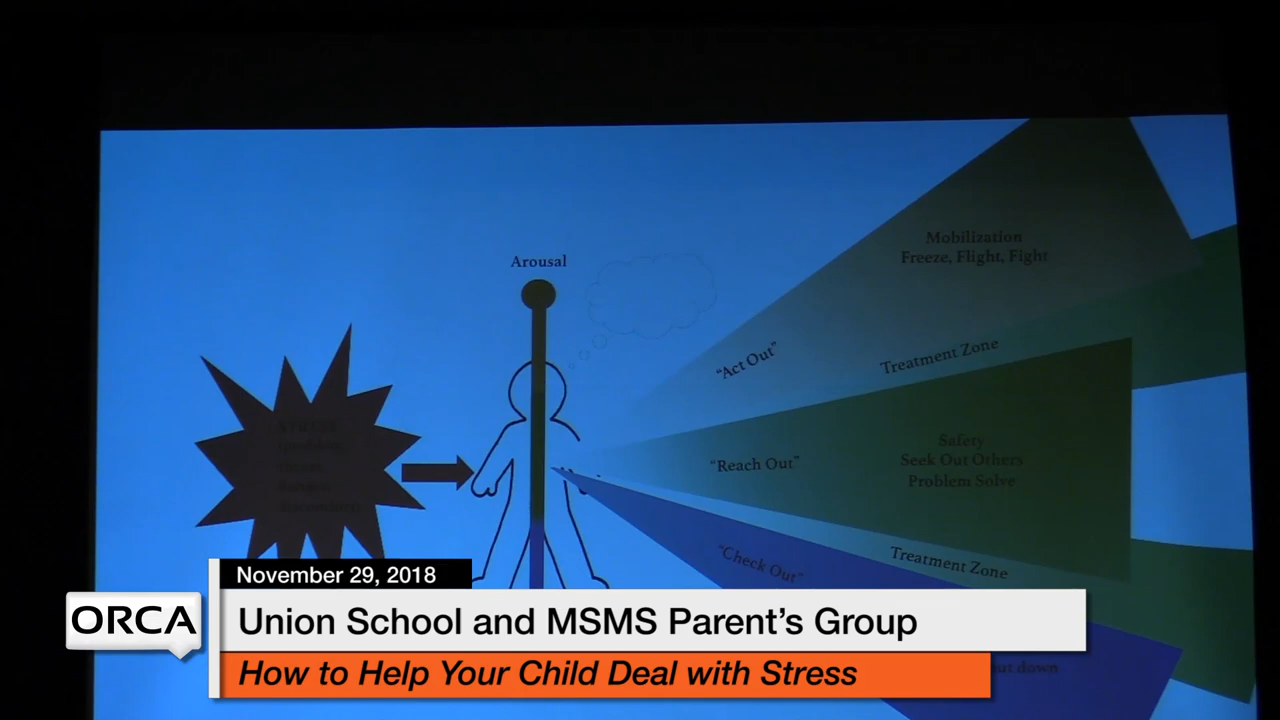 Arousal
Mobilization
Freeze, Flight, Fight
"Act Out"
Treatment Zone
Safety
Seek Out Others
Problem Solve
"Reach Out"
Treatment Zone
"Check Out"
down
November 29, 2018
ORCA
Union School and MSMS Parent's Group
How to Help Your Child Deal with Stress